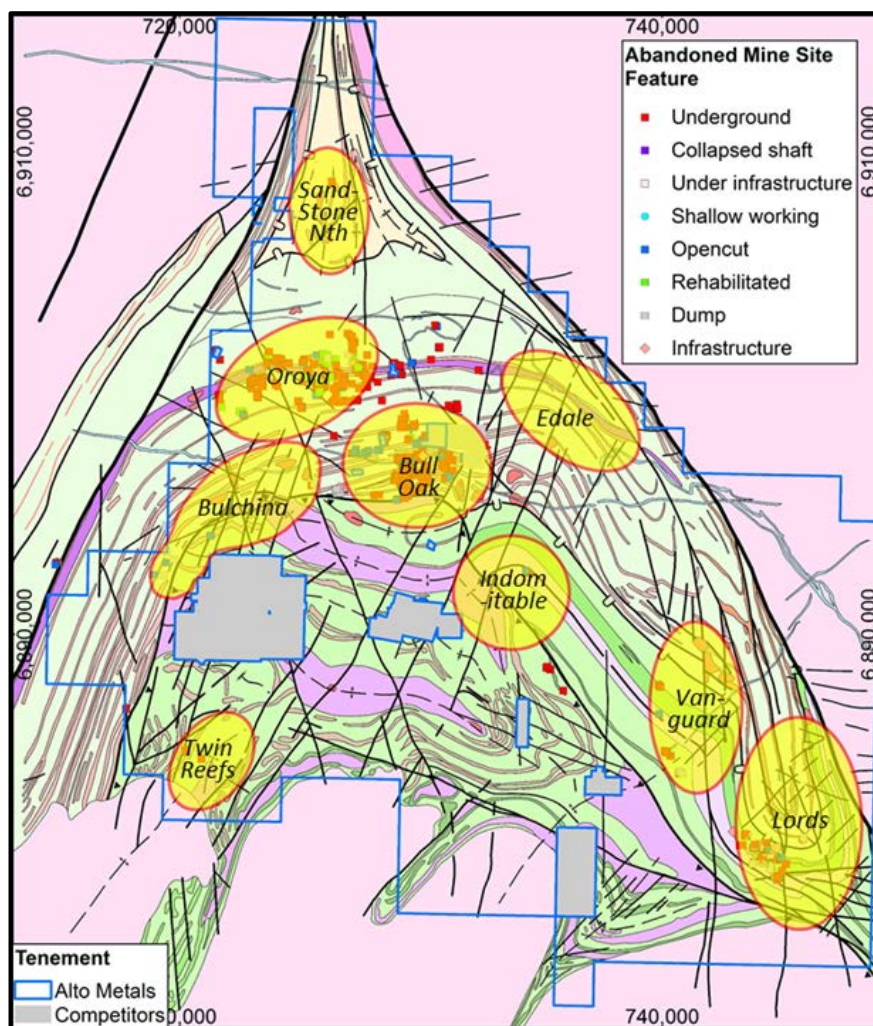 720,000
740,000
Abandoned Mine Site
Feature
Underground
Collapsed shaft
Under infrastructure
Shallow working
Opencut
Rehabilitated
Dump
Infrastructure
6,910,000
6,910,000
Sand-
Stone
Nth
Oroya
Edale
Bull
Oak
Bulchina
Indom
-itable
6,890,000
6,890,000
Van-
guard
Twin
Reefs
Lords
Tenement
Alto Metals
Competitors
0,000
740,000